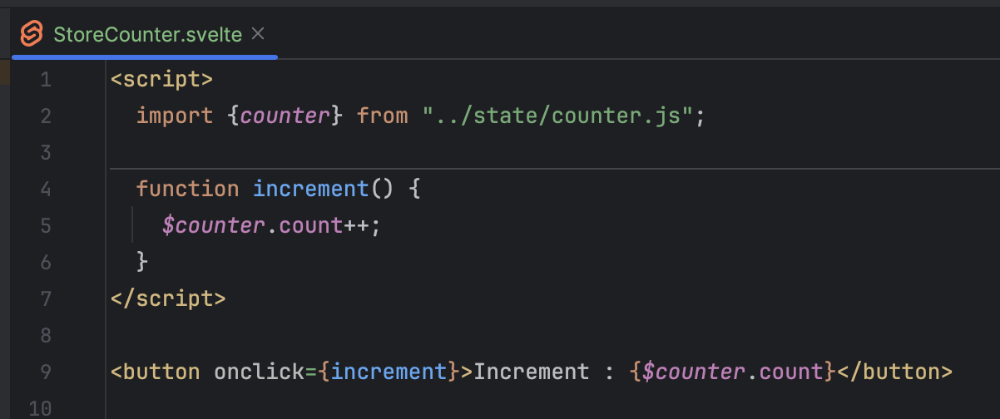 StoreCounter.svelte
1 <script>
2 import {counter} from "../state/counter.js";
3
4 function increment() {
5 $counter.count++;
6 }
7 </script>
8
9 <button onclick={increment}>Increment : {$counter.count}</button>
10